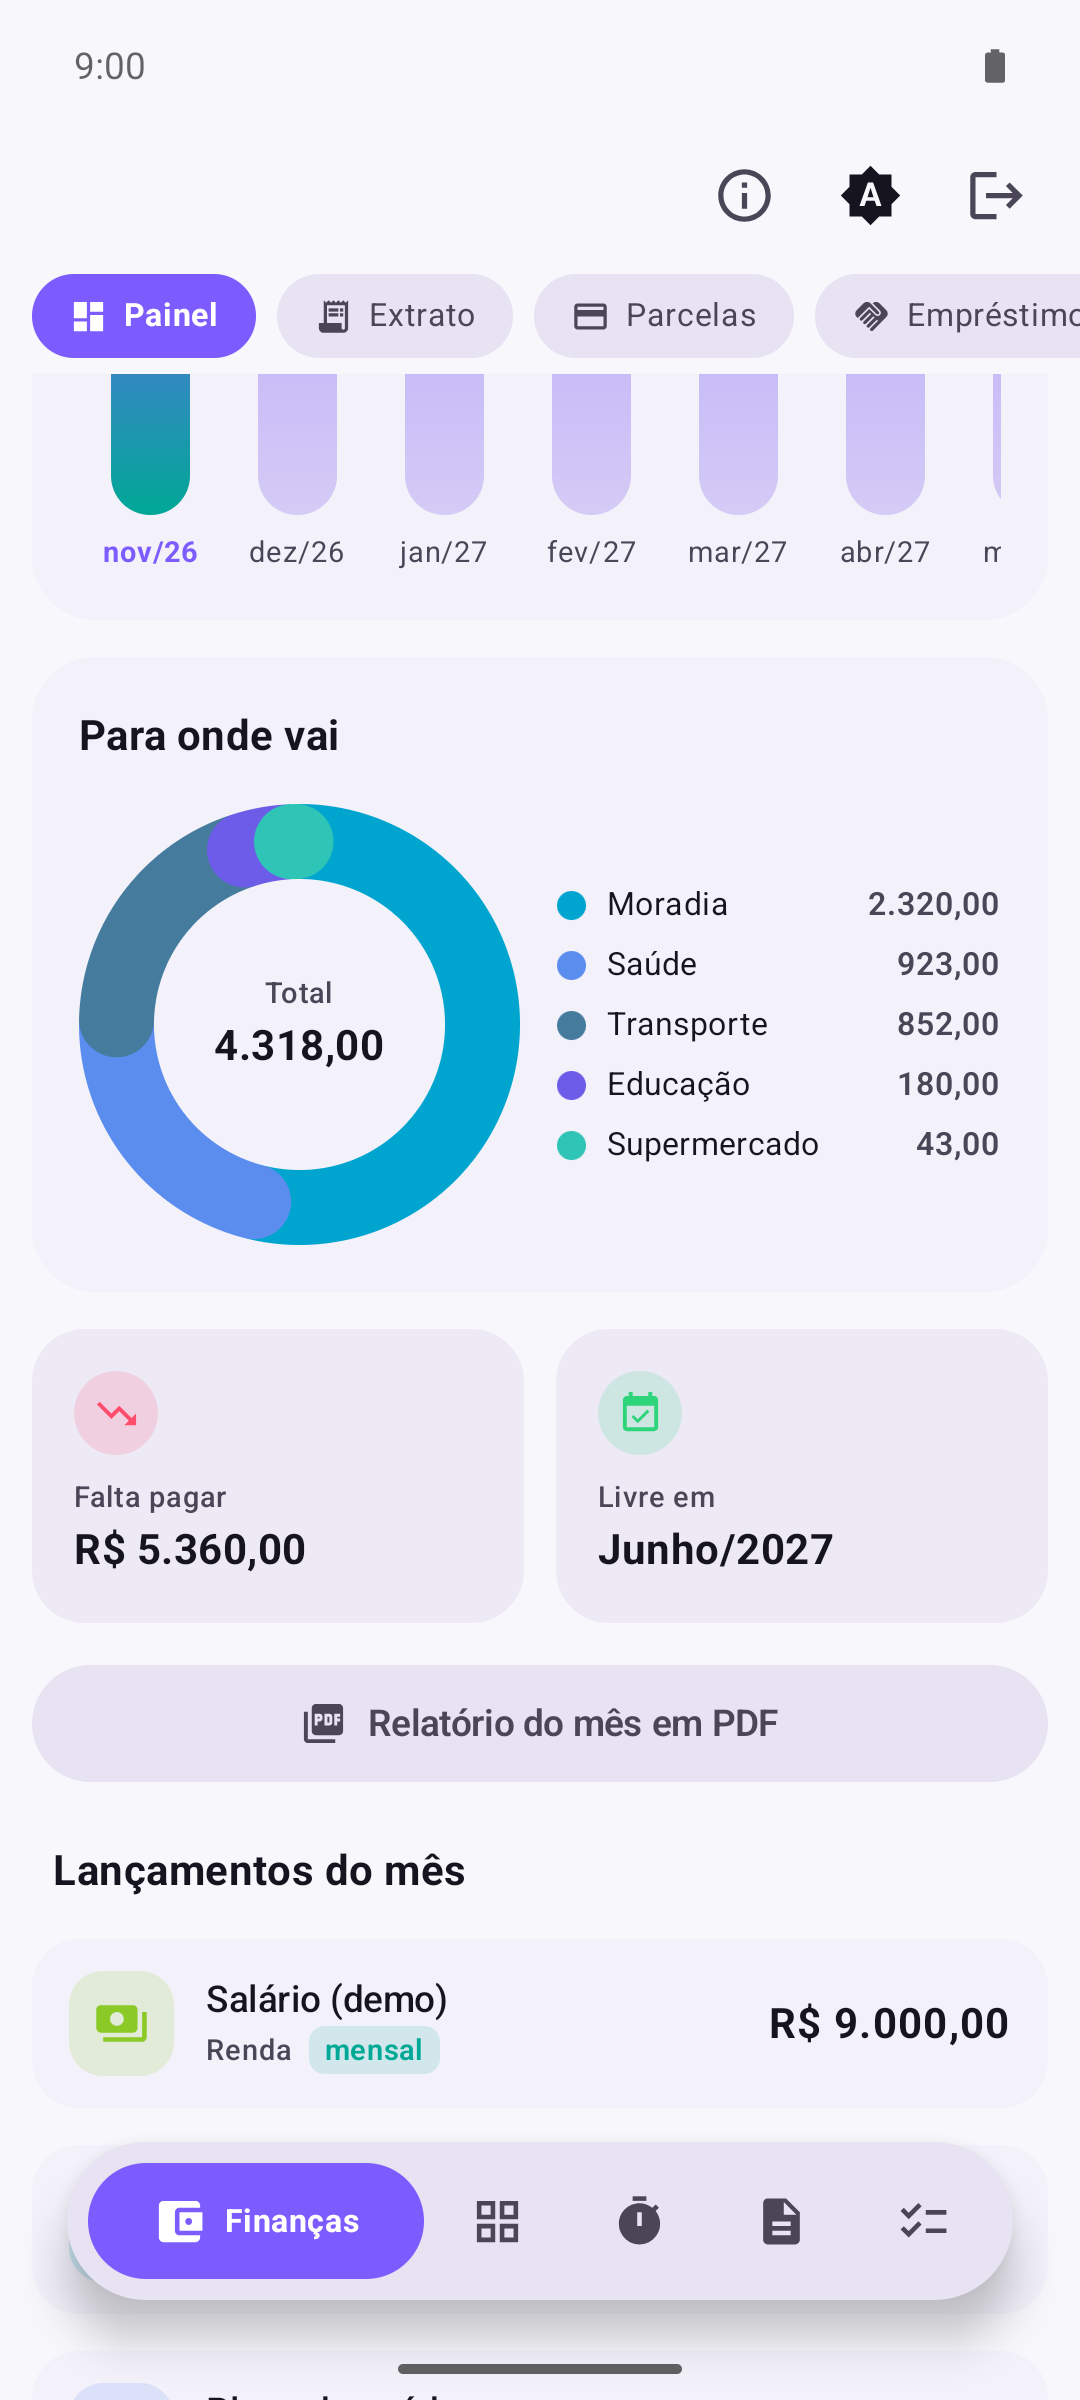 9:00
A
Painel
Extrato
Parcelas
Empréstimo
nov/26
dez/26
jan/27
fev/27
mar/27
abr/27
Para onde vai
Total
4.318,00
Moradia 2.320,00
Saúde 923,00
Transporte 852,00
Educação 180,00
Supermercado 43,00
Falta pagar
R$ 5.360,00
Livre em
Junho/2027
PDF Relatório do mês em PDF
Lançamentos do mês
Salário (demo)
Renda mensal
R$ 9.000,00
Finanças